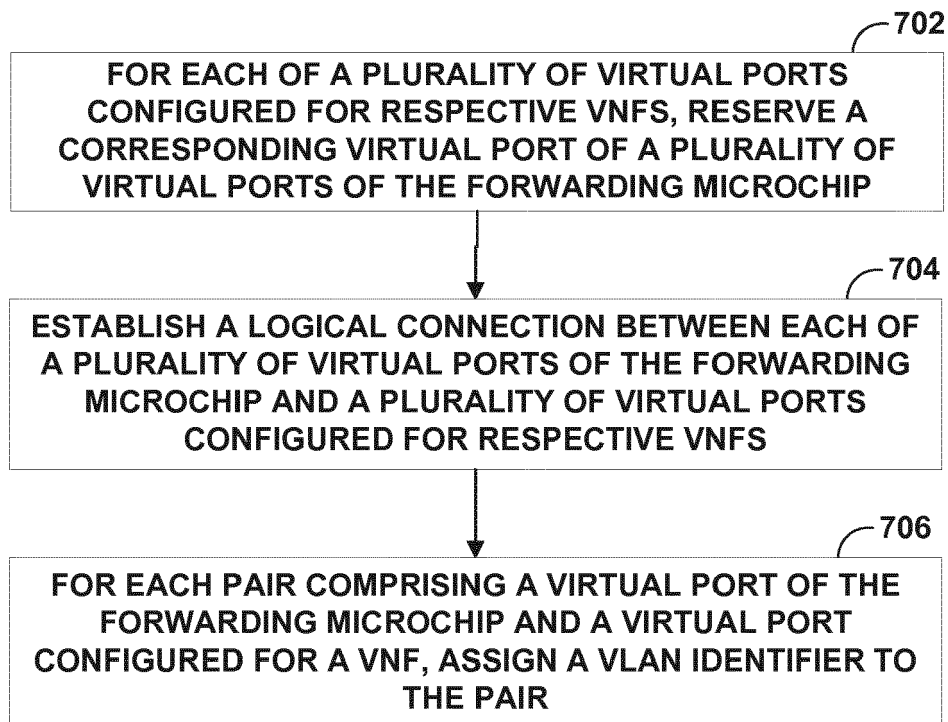 702
FOR EACH OF A PLURALITY OF VIRTUAL PORTS
CONFIGURED FOR RESPECTIVE VNFS, RESERVE A
CORRESPONDING VIRTUAL PORT OF A PLURALITY OF
VIRTUAL PORTS OF THE FORWARDING MICROCHIP
704
ESTABLISH A LOGICAL CONNECTION BETWEEN EACH OF
A PLURALITY OF VIRTUAL PORTS OF THE FORWARDING
MICROCHIP AND A PLURALITY OF VIRTUAL PORTS
CONFIGURED FOR RESPECTIVE VNFS
706
FOR EACH PAIR COMPRISING A VIRTUAL PORT OF THE
FORWARDING MICROCHIP AND A VIRTUAL PORT
CONFIGURED FOR A VNF, ASSIGN A VLAN IDENTIFIER TO
THE PAIR